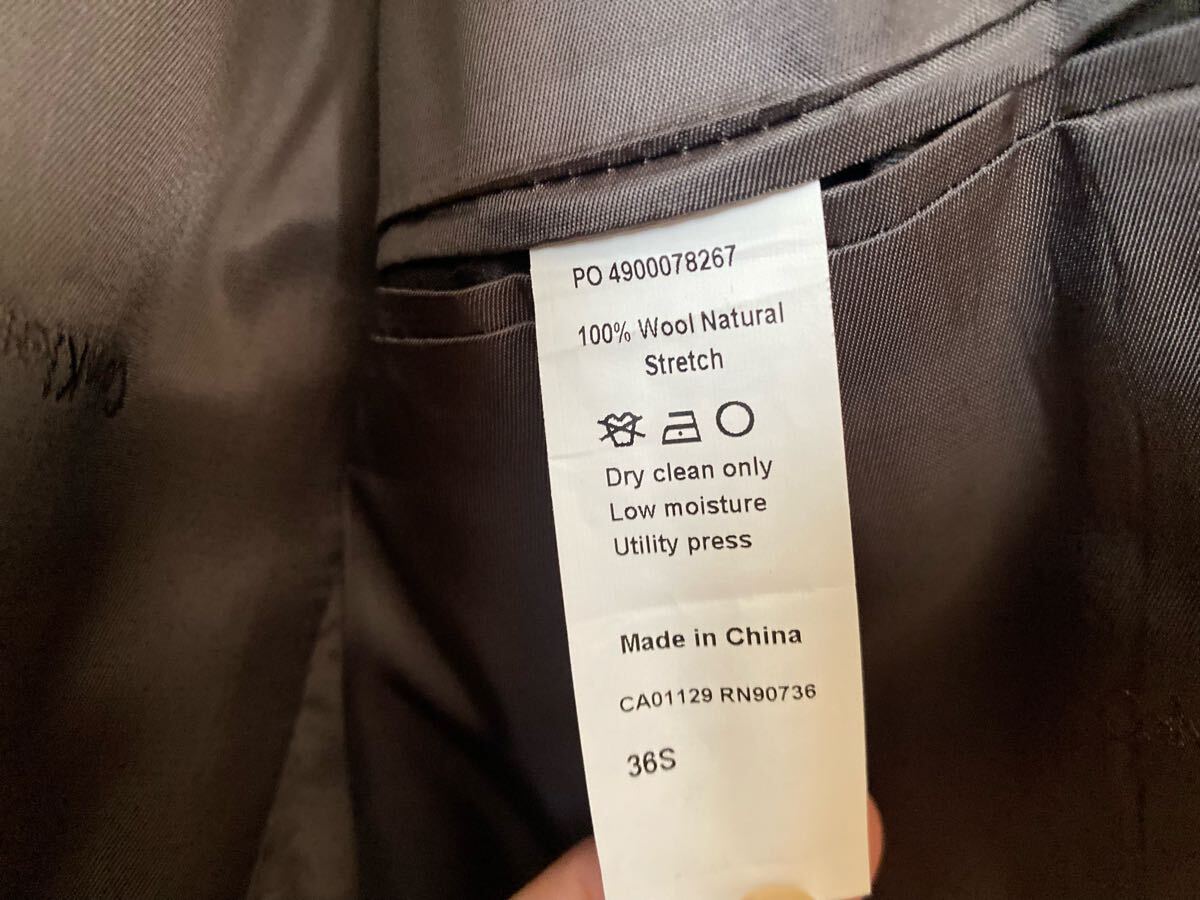 PO 4900078267
100% Wool Natural
Stretch
Dry clean only
Low moisture
Utility press
Made in China
CA01129 RN90736
36S